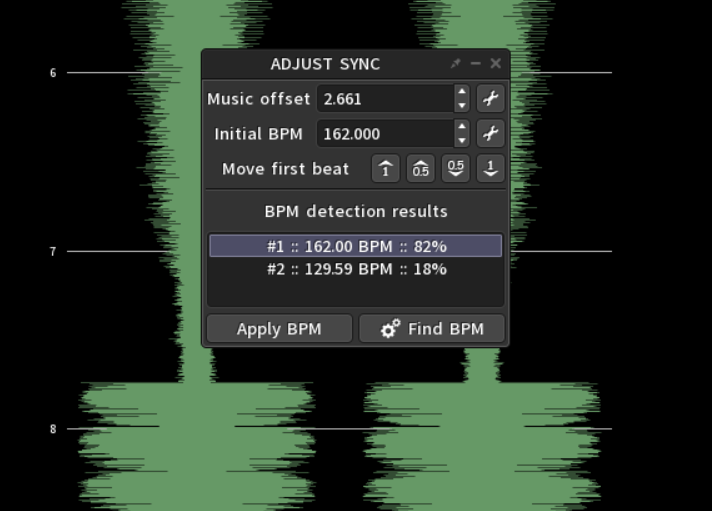 ADJUST SYNC
6
Music offset 2.661
Initial BPM 162.000
Move first beat 1 0.5 0.5 1
BPM detection results
#1 :: 162.00 BPM :: 82%
7
#2 :: 129.59 BPM :: 18%
Apply BPM Find BPM
8